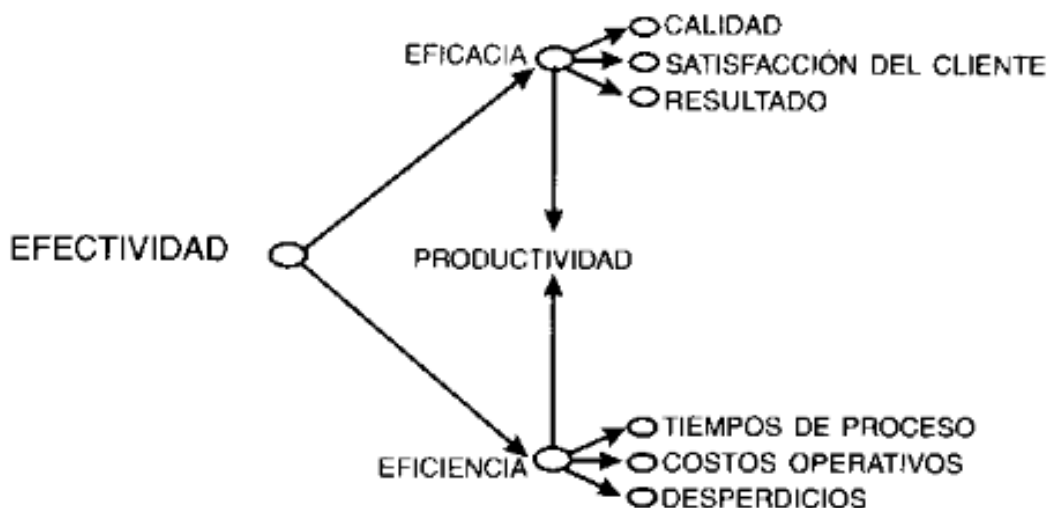 CALIDAD
EFICACIA
SATISFACCIÓN DEL CLIENTE
RESULTADO
EFECTIVIDAD
PRODUCTIVIDAD
TIEMPOS DE PROCESO
EFICIENCIA
COSTOS OPERATIVOS
DESPERDICIOS